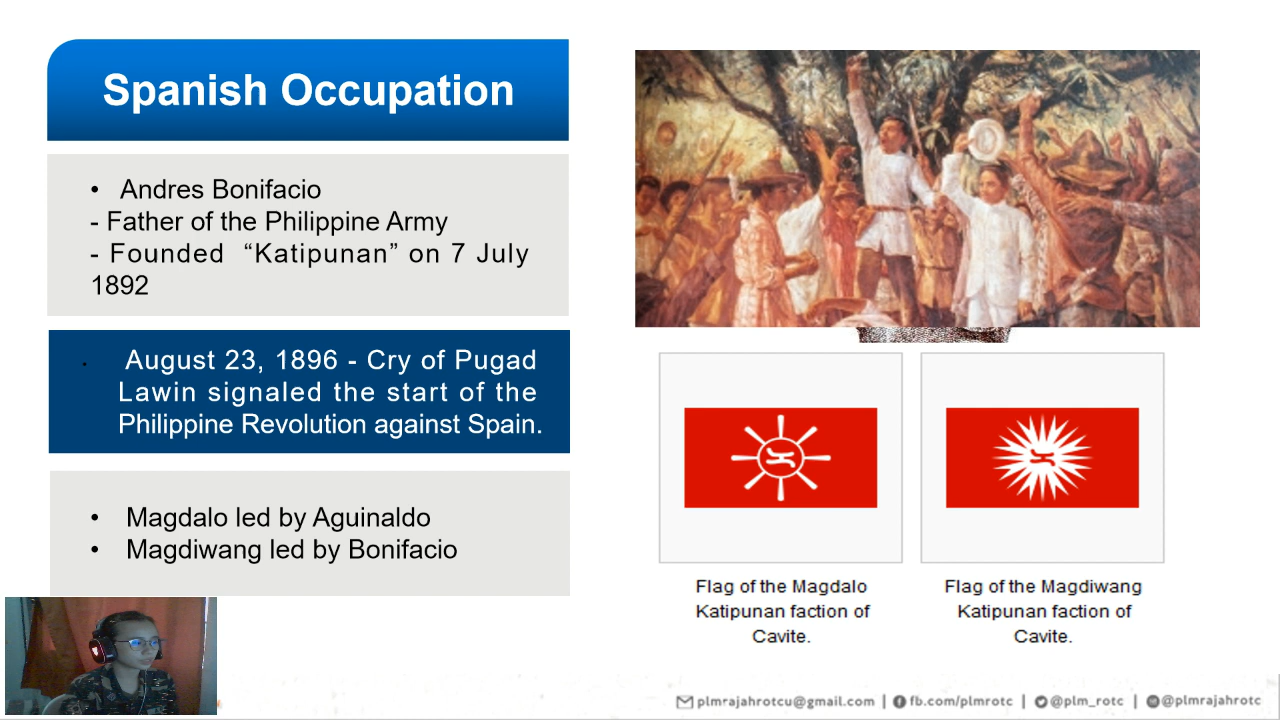 Spanish Occupation
• Andres Bonifacio
- Father of the Philippine Army
- Founded “Katipunan” on 7 July
1892
• August 23, 1896 - Cry of Pugad
Lawin signaled the start of the
Philippine Revolution against Spain.
• Magdalo led by Aguinaldo
• Magdiwang led by Bonifacio
Flag of the Magdalo
Katipunan faction of
Cavite.
Flag of the Magdiwang
Katipunan faction of
Cavite.
plmrajahrotcu@gmail.com | fb.com/plmrotc | @plm_rotc | @plmrajahrotc